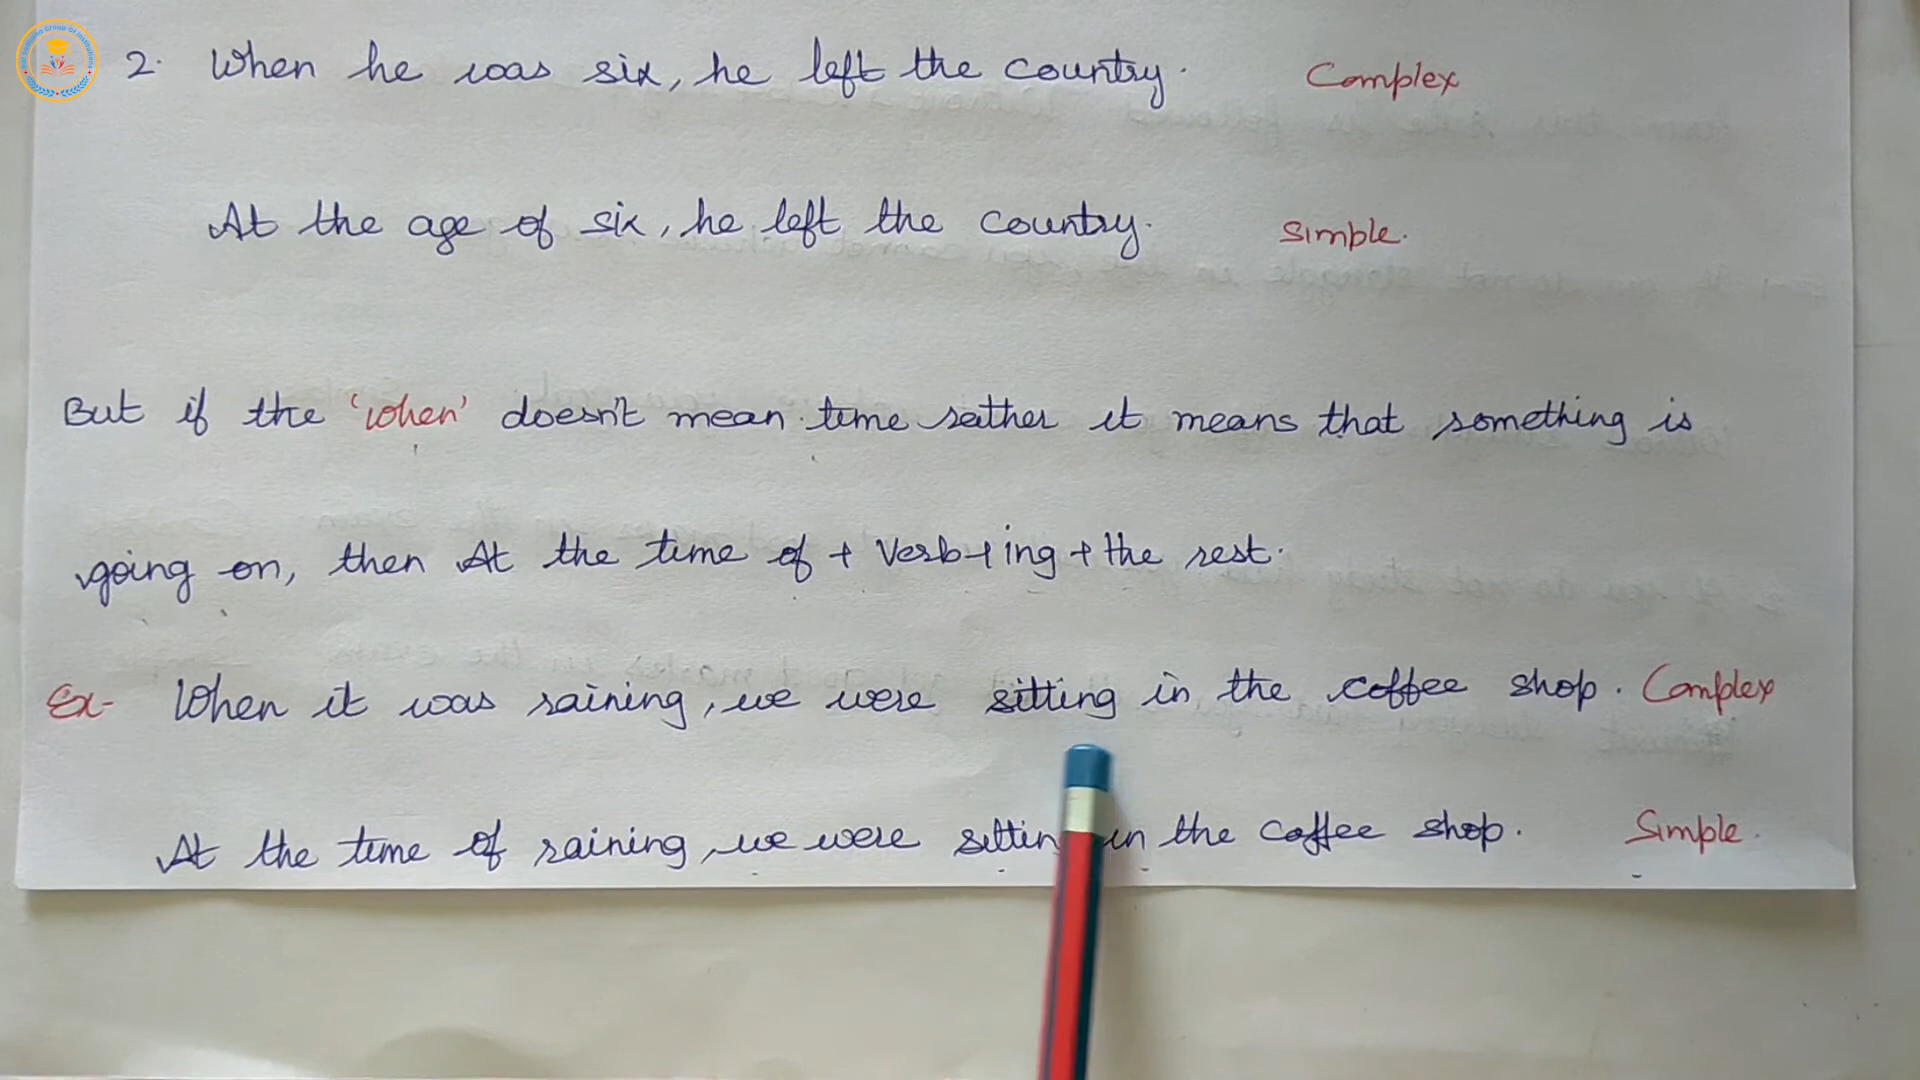 2. When he was six, he left the country. Complex
At the age of six, he left the country. Simple.
But if the 'when' doesn't mean time rather it means that something is
going on, then At the time of + Verb+ing + the rest.
Ex- When it was raining, we were sitting in the coffee shop. Complex
At the time of raining, we were sitting in the coffee shop. Simple.